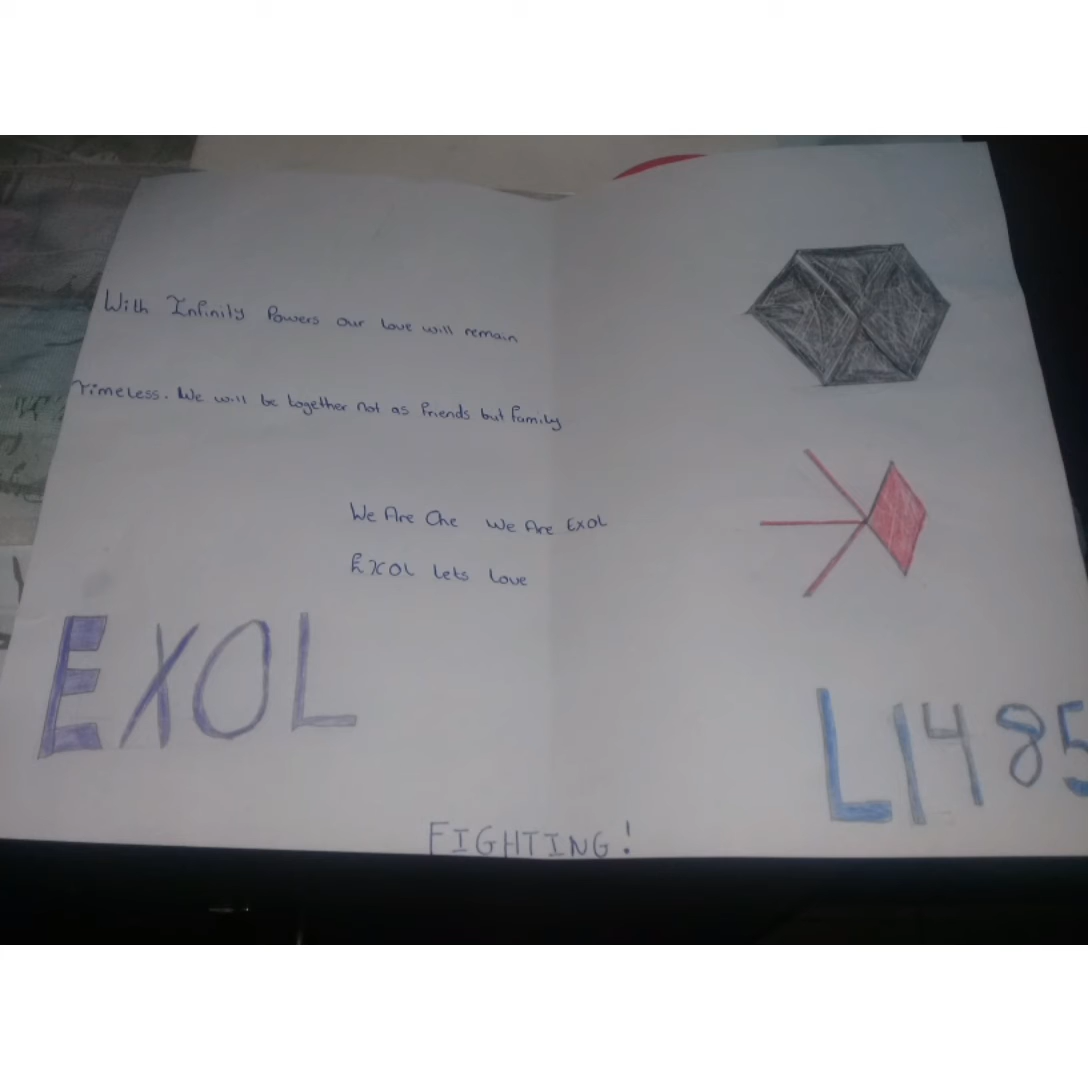 With Infinity Powers our love will remain
Timeless. We will be together not as friends but family
We Are One We Are Exol
EXOL lets love
EXOL
L1485
FIGHTING!